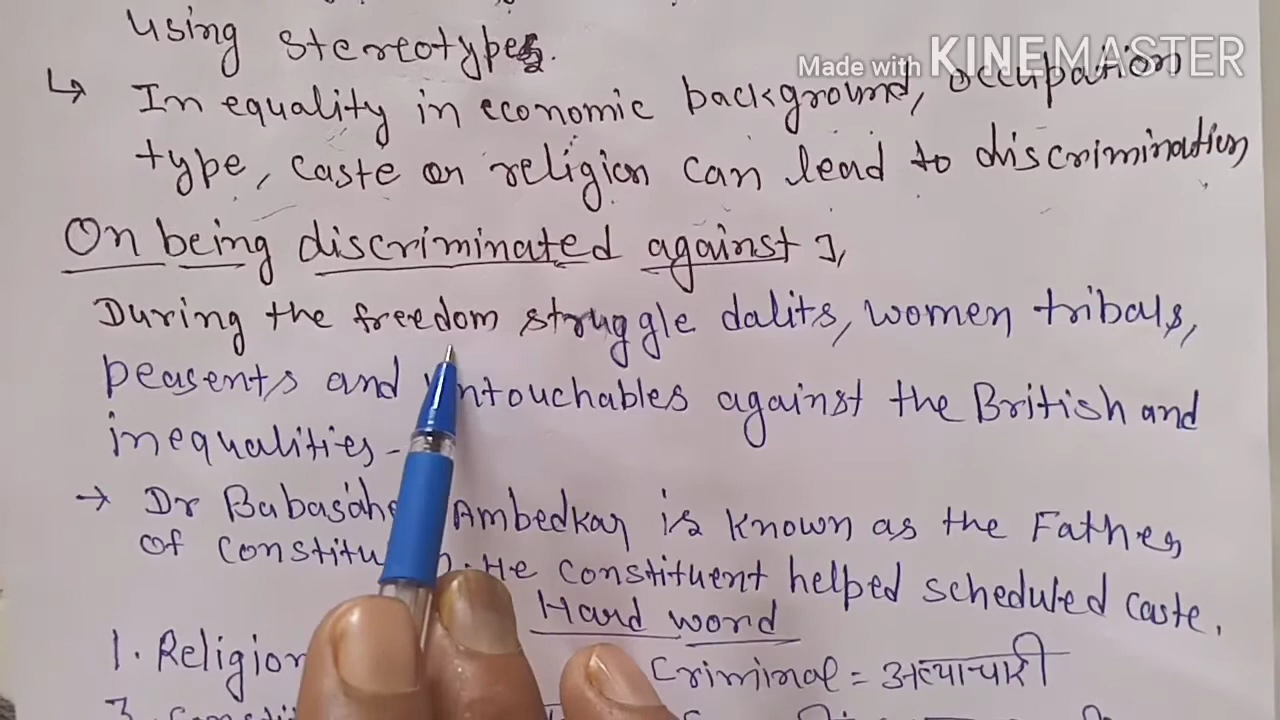 Made with KINEMASTER
using stereotypes.
↳ Inequality in economic background, occupation
type, caste or religion can lead to discrimination
On being discriminated against ],
During the freedom struggle dalits, women tribals,
peasents and untouchables against the British and
inequalities-
→ Dr Babasahe Ambedkar is known as the Father
of constitu n. He constituent helped scheduled caste.
Hard word
1. Religion
Criminal = अत्याचारी